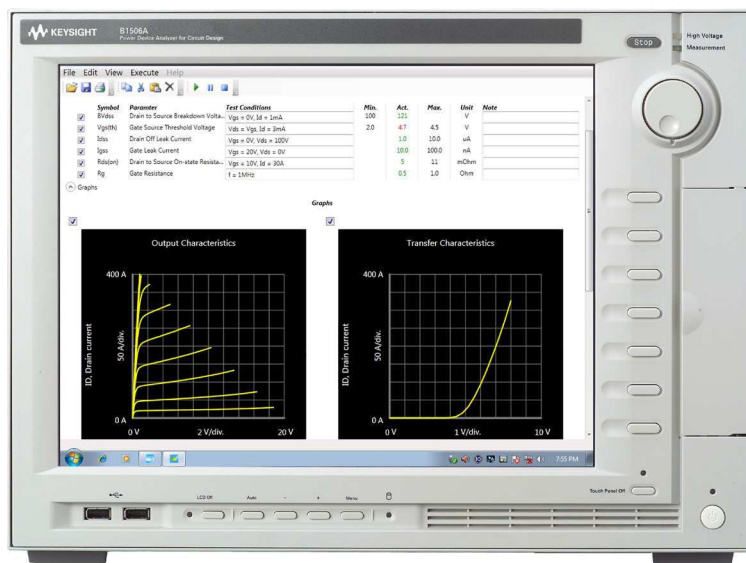 KEYSIGHT B1506A
Power Device Analyzer for Circuit Design
Stop
High Voltage
Measurement
File Edit View Execute Help
Symbol Paramter Test Conditions Min. Act. Max. Unit Note
BVdss Drain to Source Breakdown Volta... Vgs = 0V, Id = 1mA 100 121 V
Vgs(th) Gate Source Threshold Voltage Vds = Vgs, Id = 3mA 2.0 4.7 4.5 V
Idss Drain Off Leak Current Vgs = 0V, Vds = 100V 1.0 10.0 uA
Igss Gate Leak Current Vgs = 20V, Vds = 0V 10.0 100.0 nA
Rds(on) Drain to Source On-state Resista... Vgs = 10V, Id = 30A 5 11 mOhm
Rg Gate Resistance f = 1MHz 0.5 1.0 Ohm
Graphs
Graphs
Output Characteristics
400 A
ID, Drain current
50 A/div.
0 A
0 V 2 V/div. 20 V
Transfer Characteristics
400 A
ID, Drain current
50 A/div.
0 A
0 V 1 V/div. 10 V
7:55 PM
Touch Panel Off
LCD Off Auto - + Menu